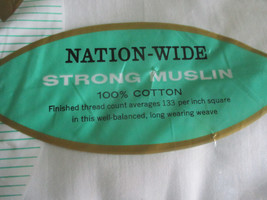 NATION-WIDE
STRONG MUSLIN
100% COTTON
Finished thread count averages 133 per inch square
in this well-balanced, long wearing weave